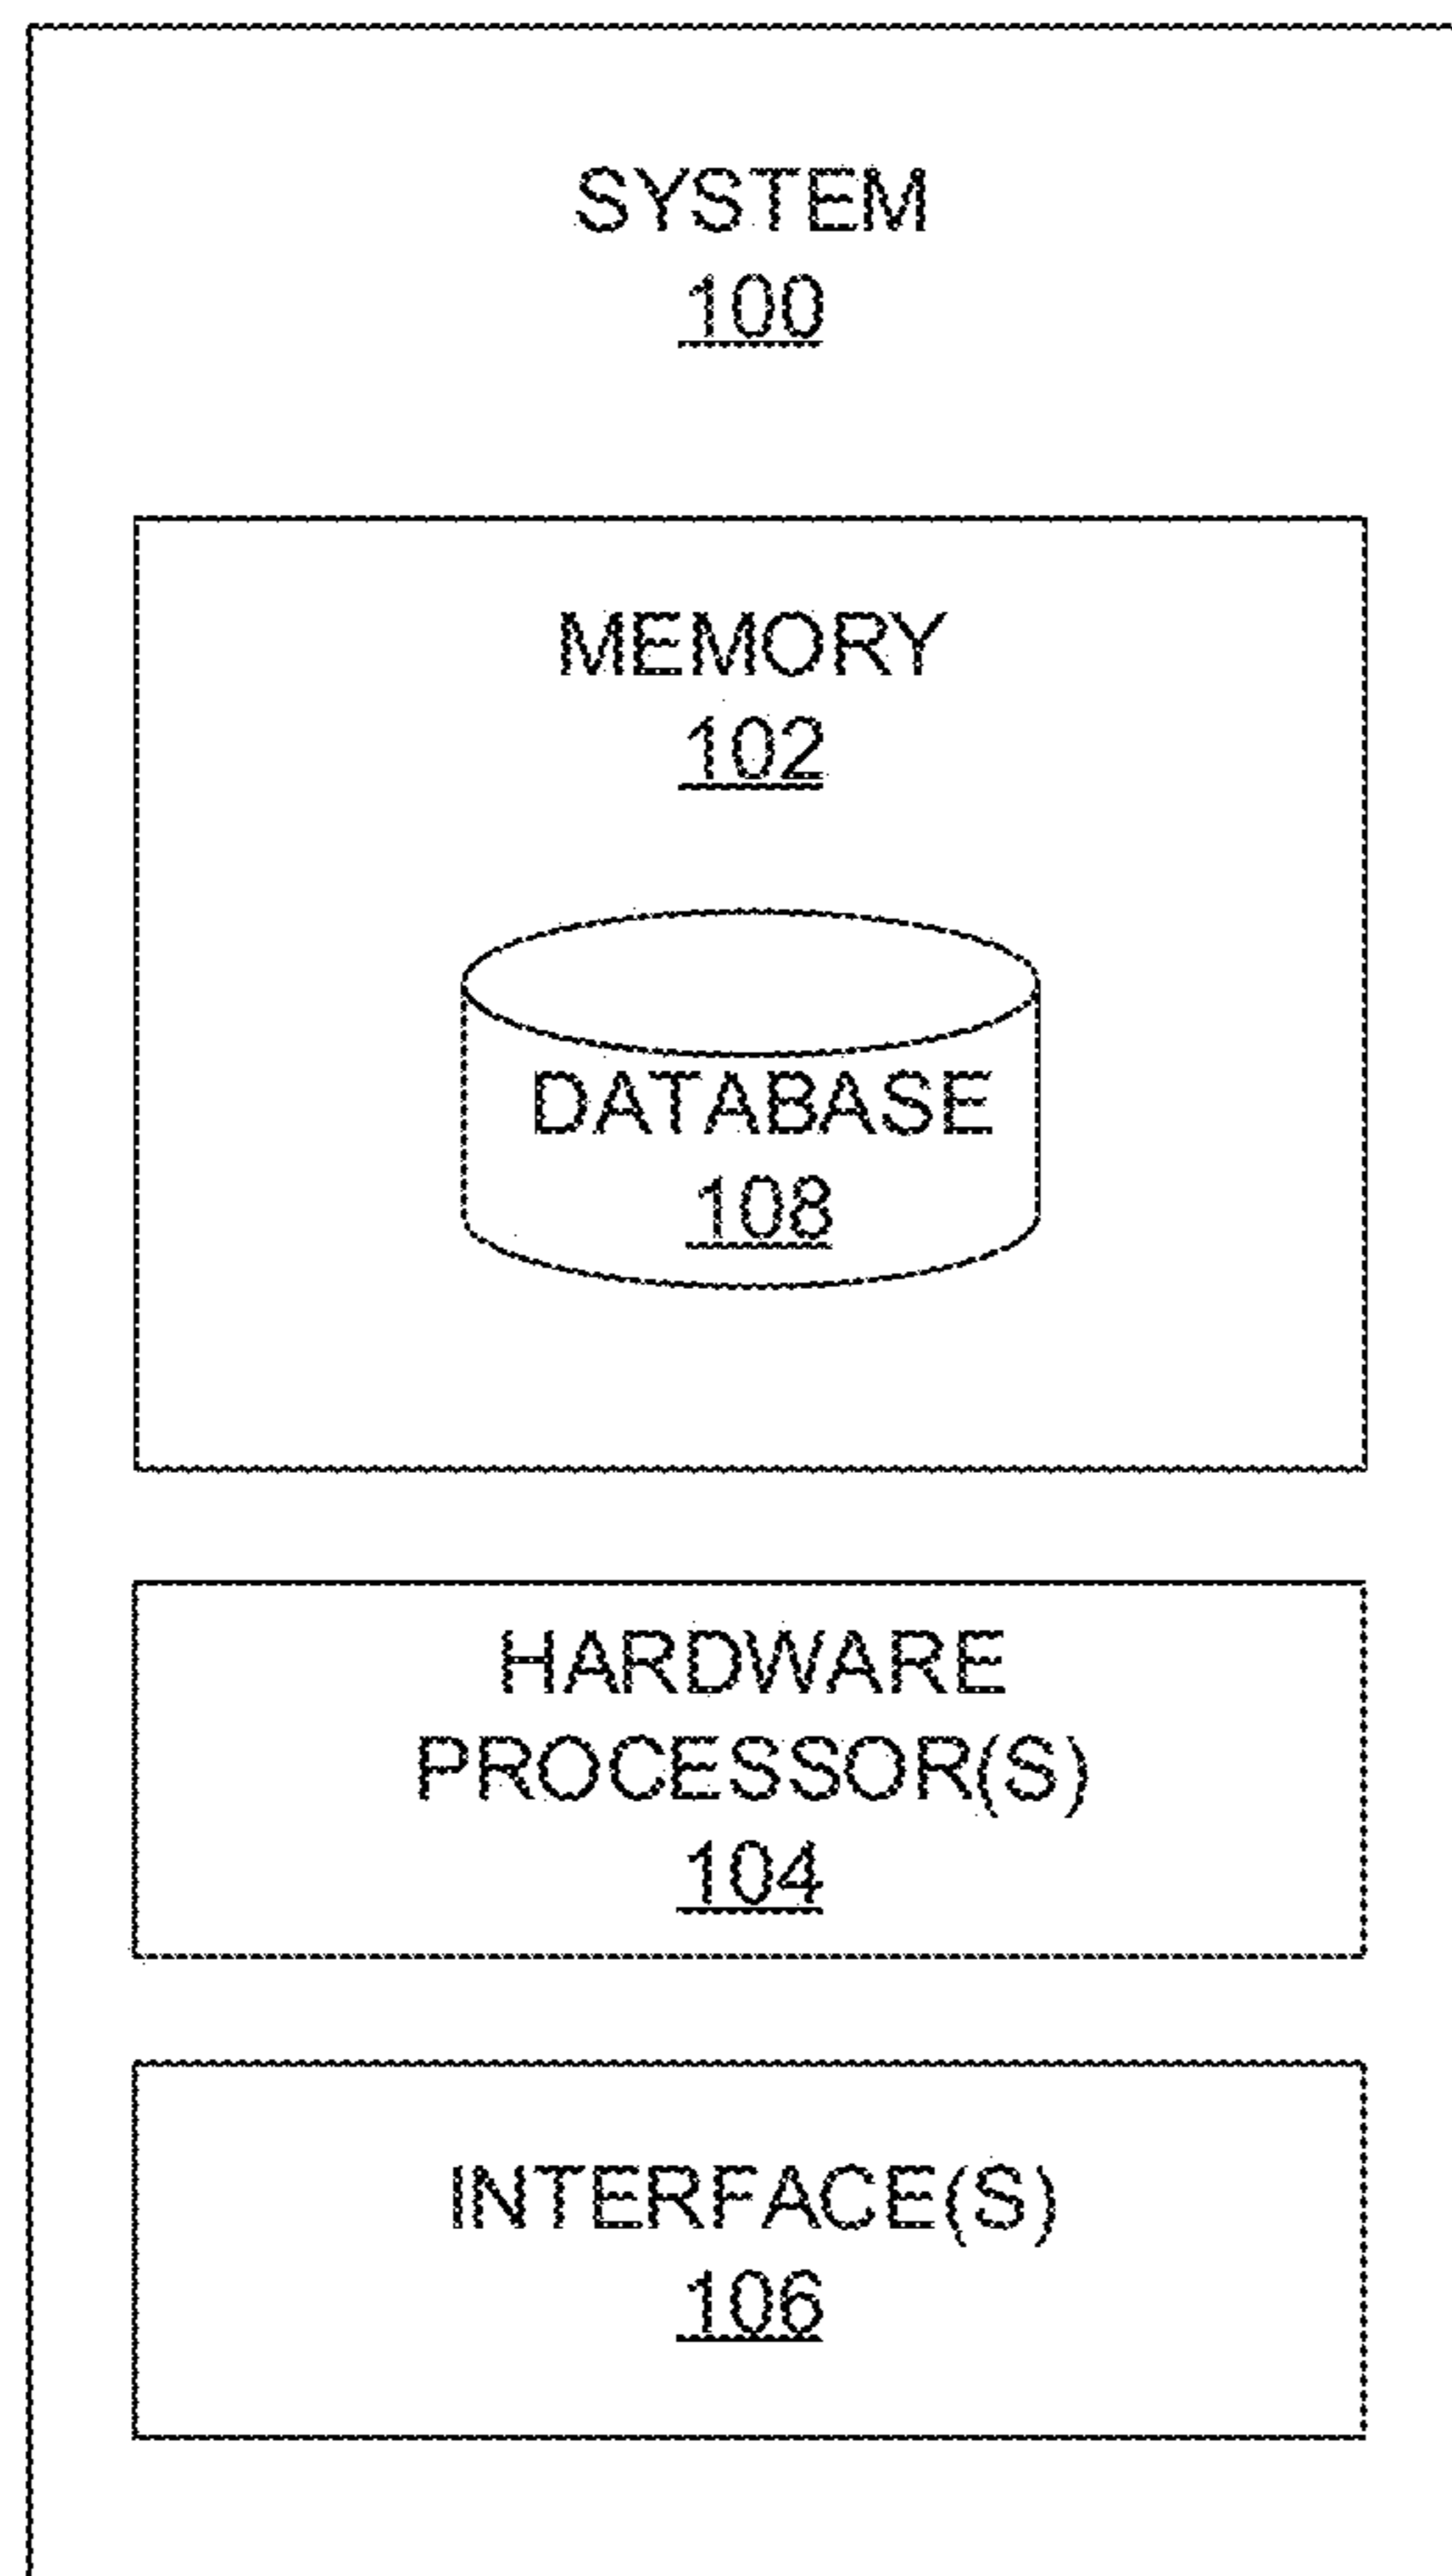 SYSTEM
100
MEMORY
102
DATABASE
108
HARDWARE
PROCESSOR(S)
104
INTERFACE(S)
106